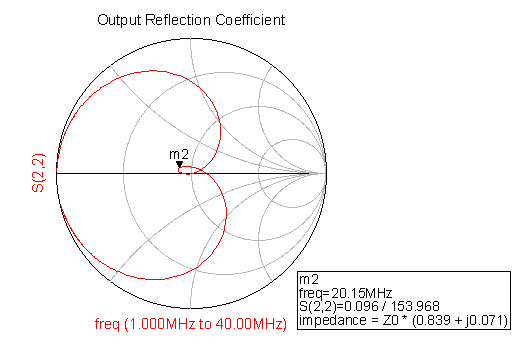 Output Reflection Coefficient
m2
S(2,2)
freq (1.000MHz to 40.00MHz)
m2
freq=20.15MHz
S(2,2)=0.096 / 153.968
impedance = Z0 * (0.839 + j0.071)